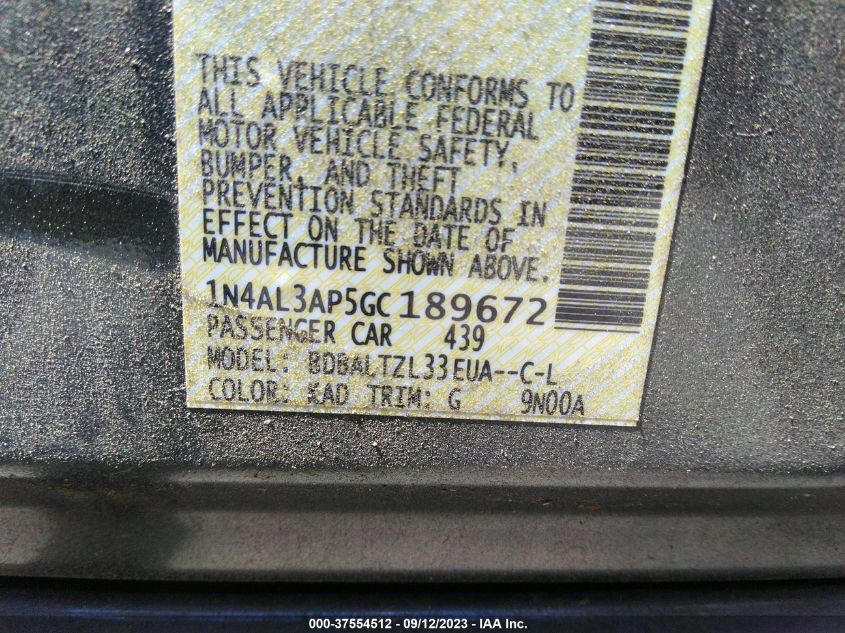 THIS VEHICLE CONFORMS TO
ALL APPLICABLE FEDERAL
MOTOR VEHICLE SAFETY,
BUMPER, AND THEFT
PREVENTION STANDARDS IN
EFFECT ON THE DATE OF
MANUFACTURE SHOWN ABOVE.
1N4AL3AP5GC189672
PASSENGER CAR 439
MODEL: BDBALTZL33EUA--C-L
COLOR: KAD TRIM: G 9N00A
000-37554512 - 09/12/2023 - IAA Inc.